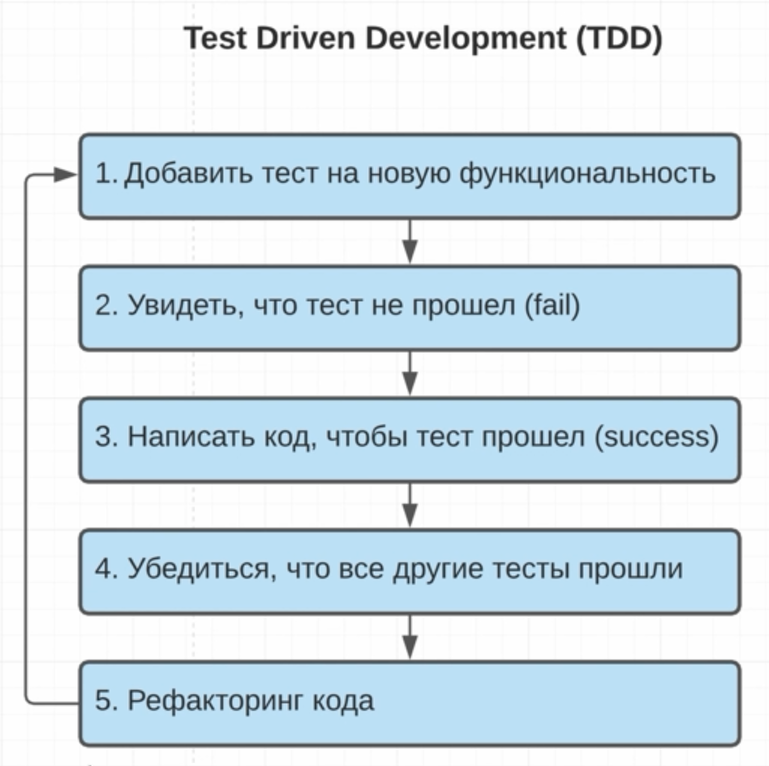 Test Driven Development (TDD)
1. Добавить тест на новую функциональность
2. Увидеть, что тест не прошел (fail)
3. Написать код, чтобы тест прошел (success)
4. Убедиться, что все другие тесты прошли
5. Рефакторинг кода